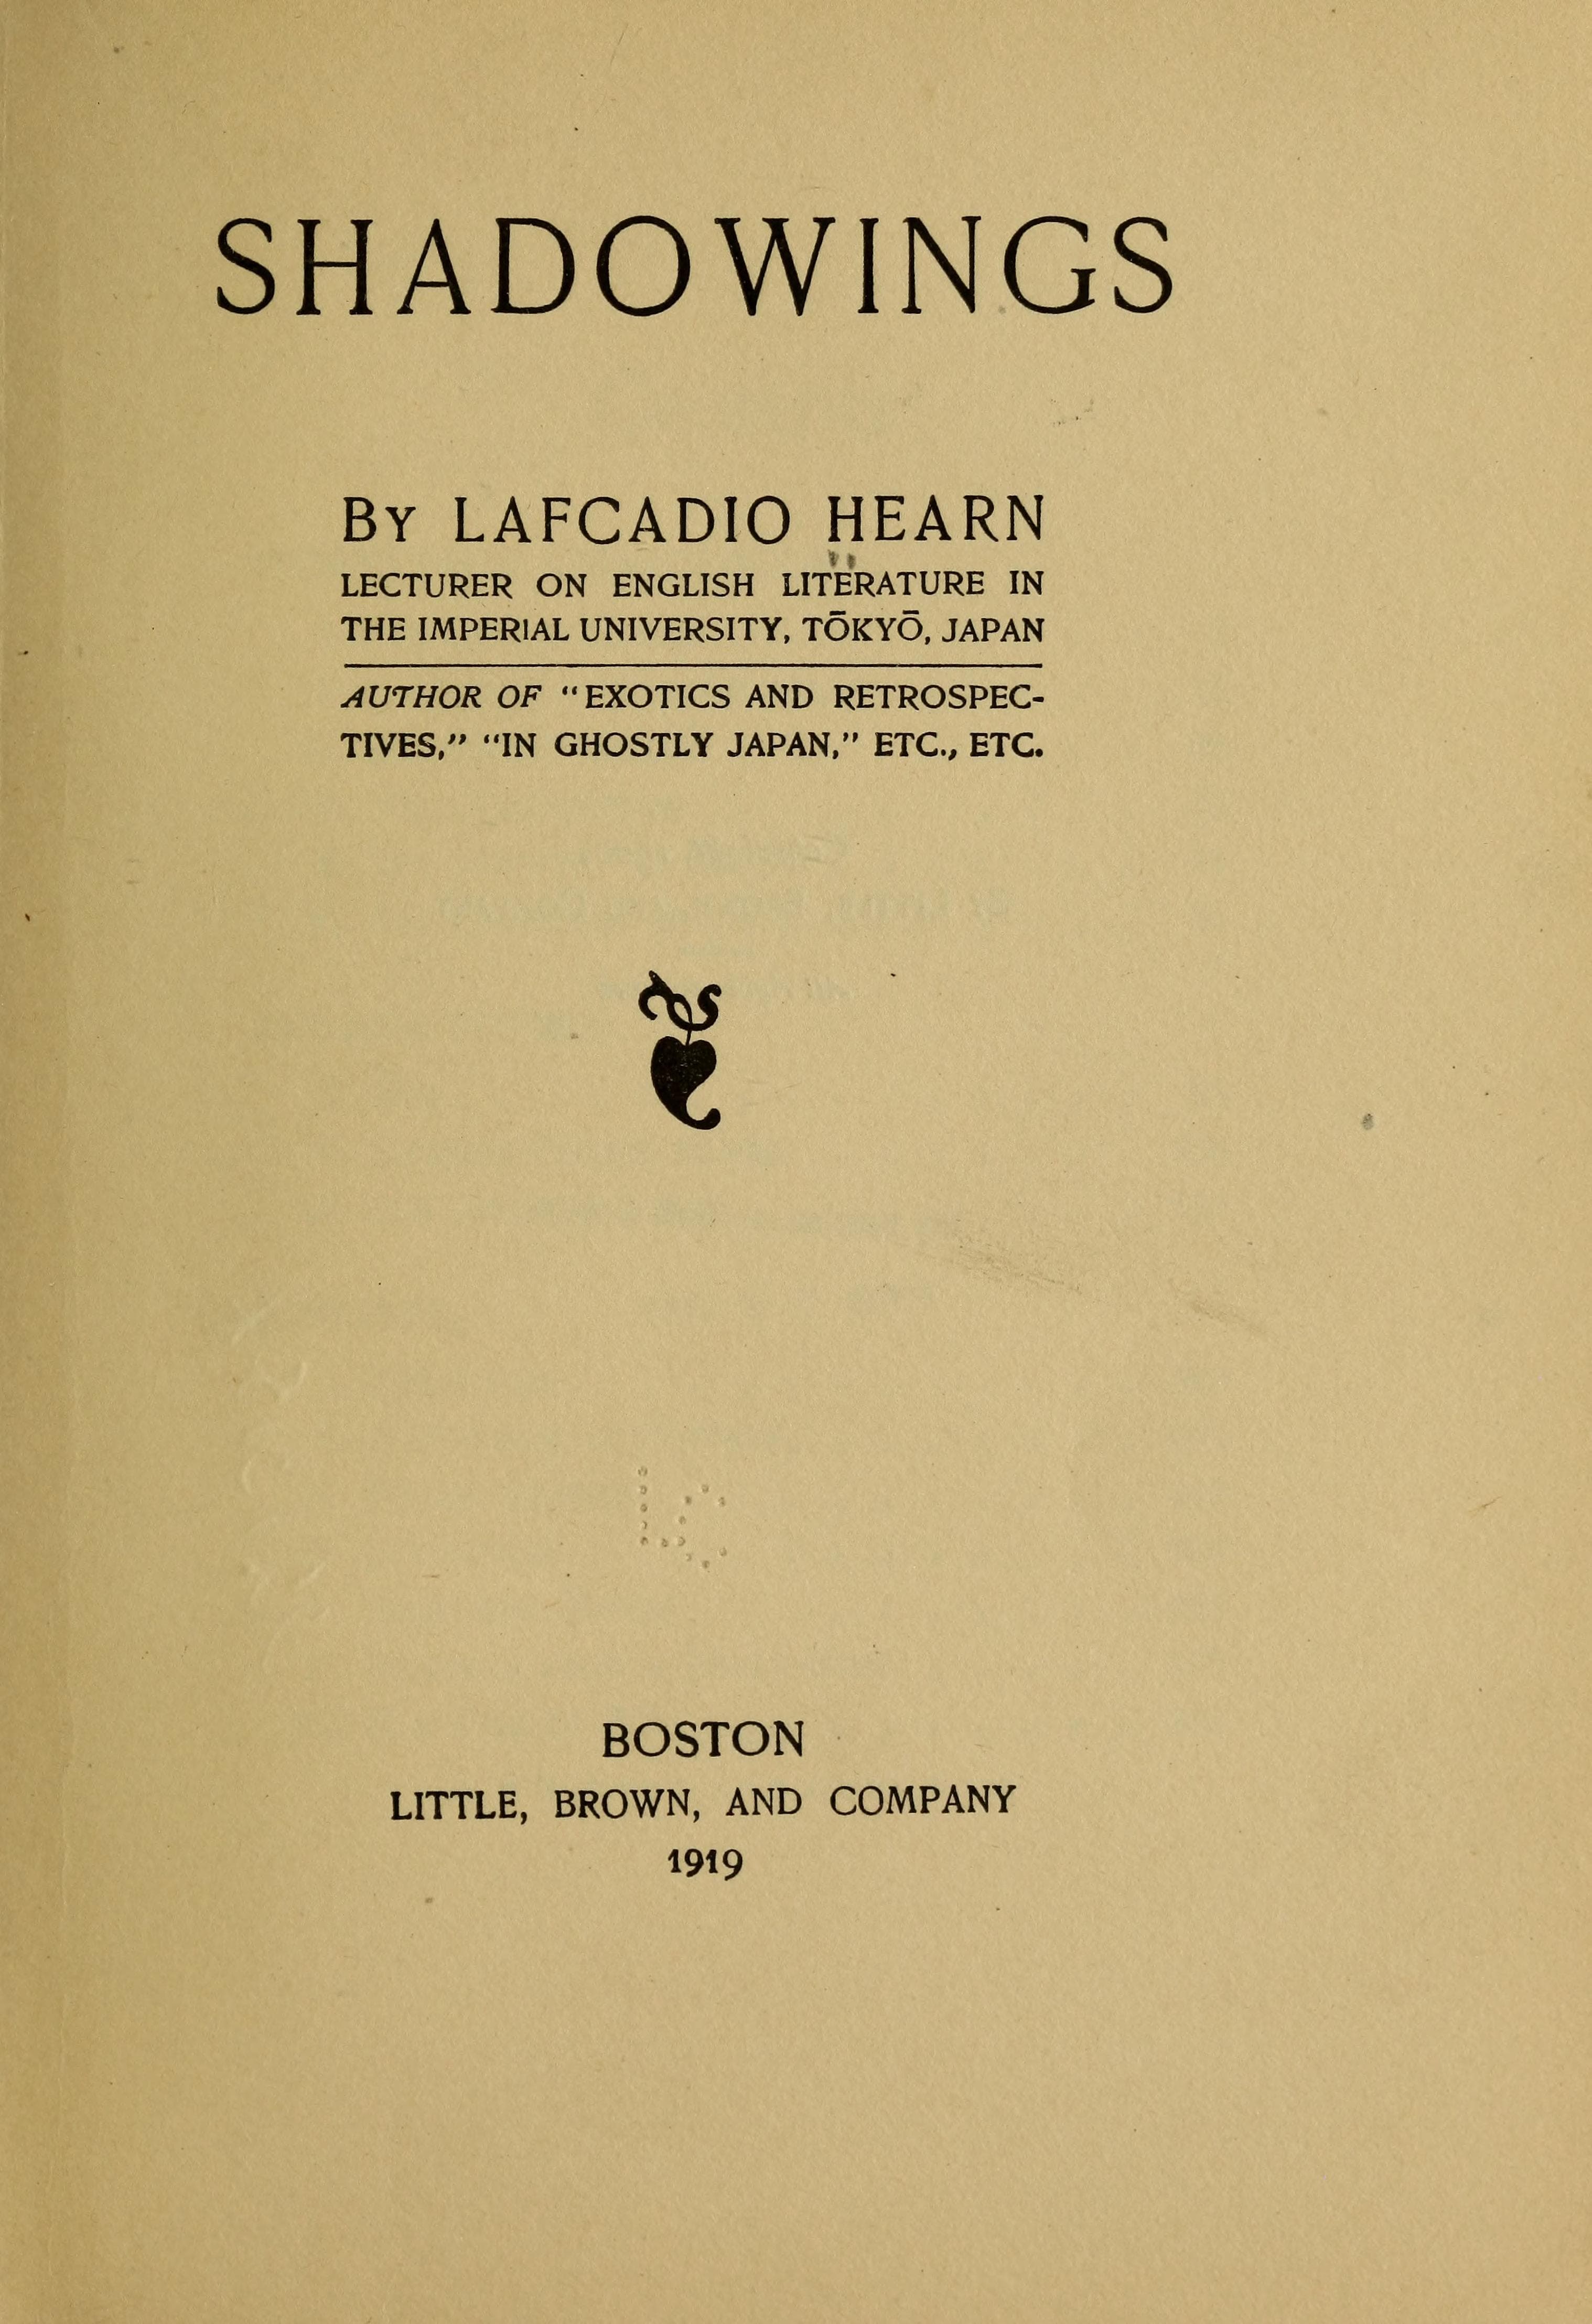 SHADOWINGS
BY LAFCADIO HEARN
LECTURER ON ENGLISH LITERATURE IN
THE IMPERIAL UNIVERSITY, TŌKYŌ, JAPAN
AUTHOR OF “EXOTICS AND RETROSPEC-
TIVES,” “IN GHOSTLY JAPAN,” ETC., ETC.
LC
BOSTON
LITTLE, BROWN, AND COMPANY
1919